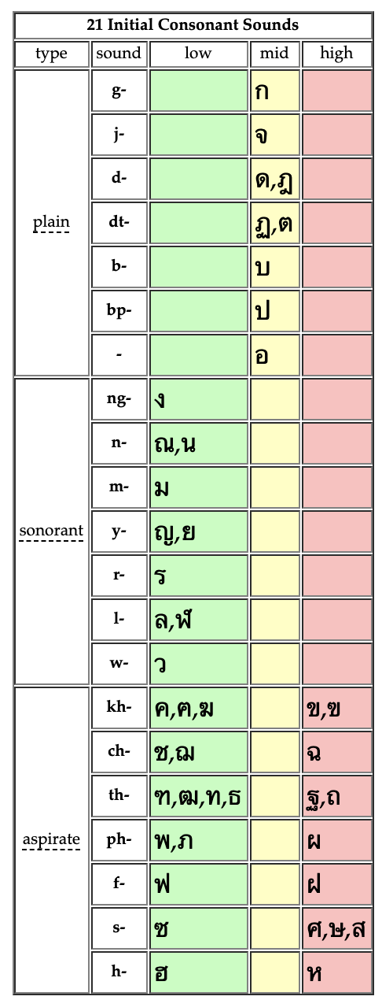 21 Initial Consonant Sounds
type sound low mid high
g- ก
j- จ
d- ด,ฎ
plain dt- ฏ,ต
b- บ
bp- ป
- อ
ng- ง
n- ณ,น
m- ม
sonorant y- ญ,ย
r- ร
l- ล,ฬ
w- ว
kh- ค,ฅ,ฆ ข,ฃ
ch- ช,ฌ ฉ
th- ฑ,ฒ,ท,ธ ฐ,ถ
aspirate ph- พ,ภ ผ
f- ฟ ฝ
s- ซ ศ,ษ,ส
h- ฮ ห